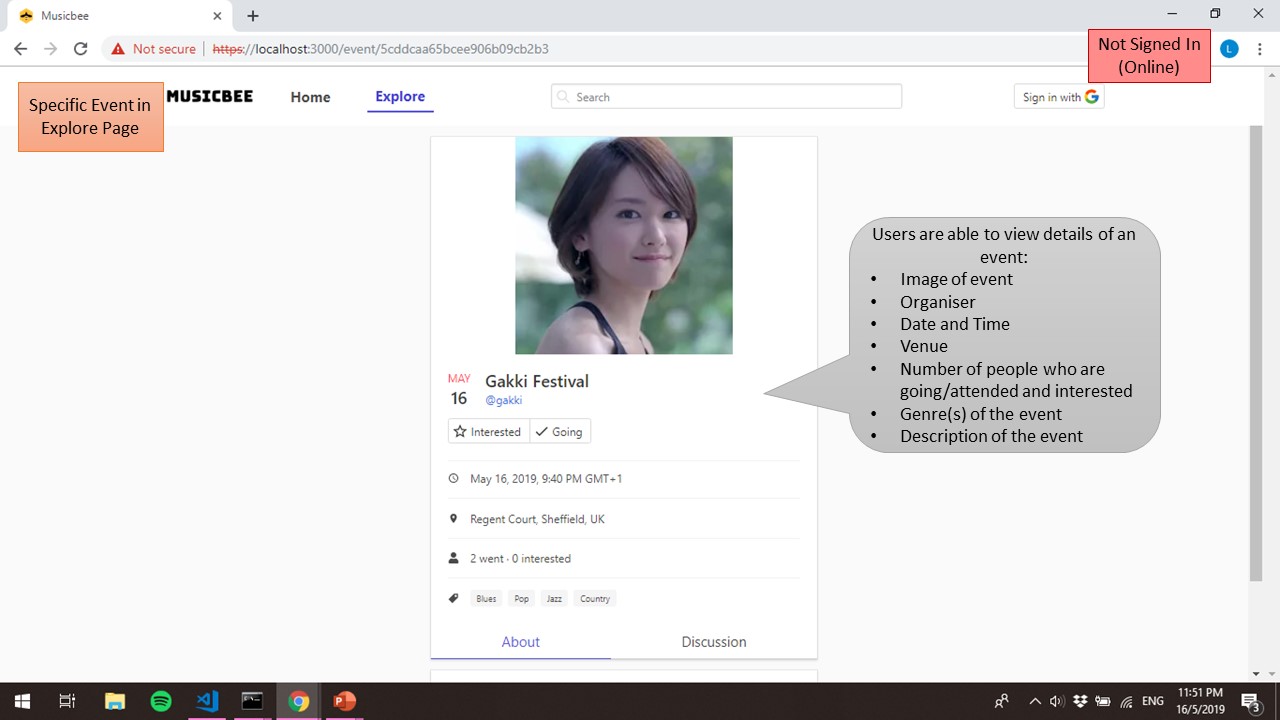 Musicbee
Not secure
https://localhost:3000/event/5cddcaa65bcee906b09cb2b3
L
Not Signed In
(Online)
Specific Event in
Explore Page
MUSICBEE
Home
Explore
Search
Sign in with
Users are able to view details of an
event:
• Image of event
• Organiser
• Date and Time
• Venue
• Number of people who are
going/attended and interested
• Genre(s) of the event
• Description of the event
MAY
16
Gakki Festival
@gakki
Interested
Going
May 16, 2019, 9:40 PM GMT+1
Regent Court, Sheffield, UK
2 went · 0 interested
Blues Pop Jazz Country
About
Discussion
ENG
11:51 PM
16/5/2019
3